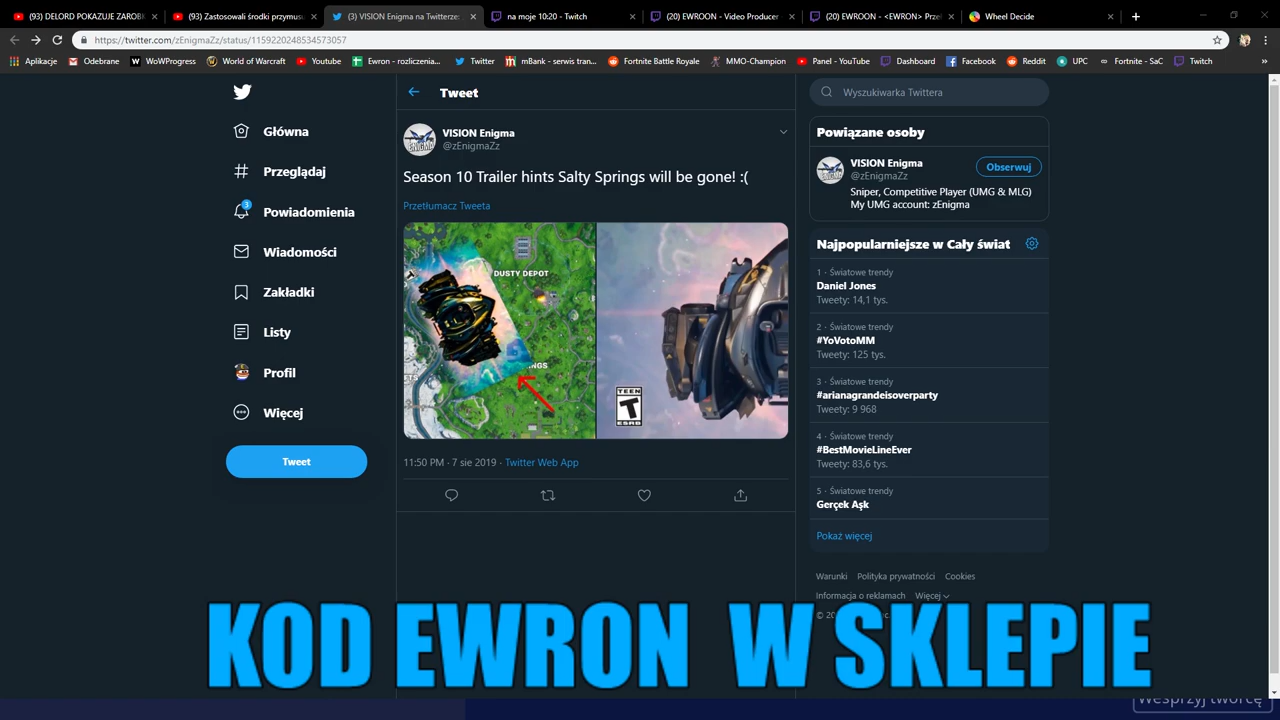 (93) DELORD POKAZUJE ZAROBK
(93) Zastosowali środki przymusu
(3) VISION Enigma na Twitterze:
na moje 10:20 - Twitch
(20) EWROON - Video Producer
(20) EWROON - <EWRON> Przeł
Wheel Decide
https://twitter.com/zEnigmaZz/status/1159220248534573057
Aplikacje
Odebrane
WoWProgress
World of Warcraft
Youtube
Ewron - rozliczenia...
Twitter
mBank - serwis tran...
Fortnite Battle Royale
MMO-Champion
Panel - YouTube
Dashboard
Facebook
Reddit
UPC
Fortnite - SaC
Twitch
Główna
Przeglądaj
3
Powiadomienia
Wiadomości
Zakładki
Listy
Profil
Więcej
Tweet
Tweet
VISION Enigma
@zEnigmaZz
Season 10 Trailer hints Salty Springs will be gone! :(
Przetłumacz Tweeta
DUSTY DEPOT
INGS
TEEN
T
ESRB
11:50 PM · 7 sie 2019 · Twitter Web App
Wyszukiwarka Twittera
Powiązane osoby
VISION Enigma
@zEnigmaZz
Obserwuj
Sniper, Competitive Player (UMG & MLG)
My UMG account: zEnigma
Najpopularniejsze w Cały świat
1 · Światowe trendy
Daniel Jones
Tweety: 14,1 tys.
2 · Światowe trendy
#YoVotoMM
Tweety: 125 tys.
3 · Światowe trendy
#arianagrandeisoverparty
Tweety: 9 968
4 · Światowe trendy
#BestMovieLineEver
Tweety: 83,6 tys.
5 · Światowe trendy
Gerçek Aşk
Pokaż więcej
Warunki Polityka prywatności Cookies
Informacja o reklamach Więcej
KOD EWRON W SKLEPIE
Wesprzyj twórcę